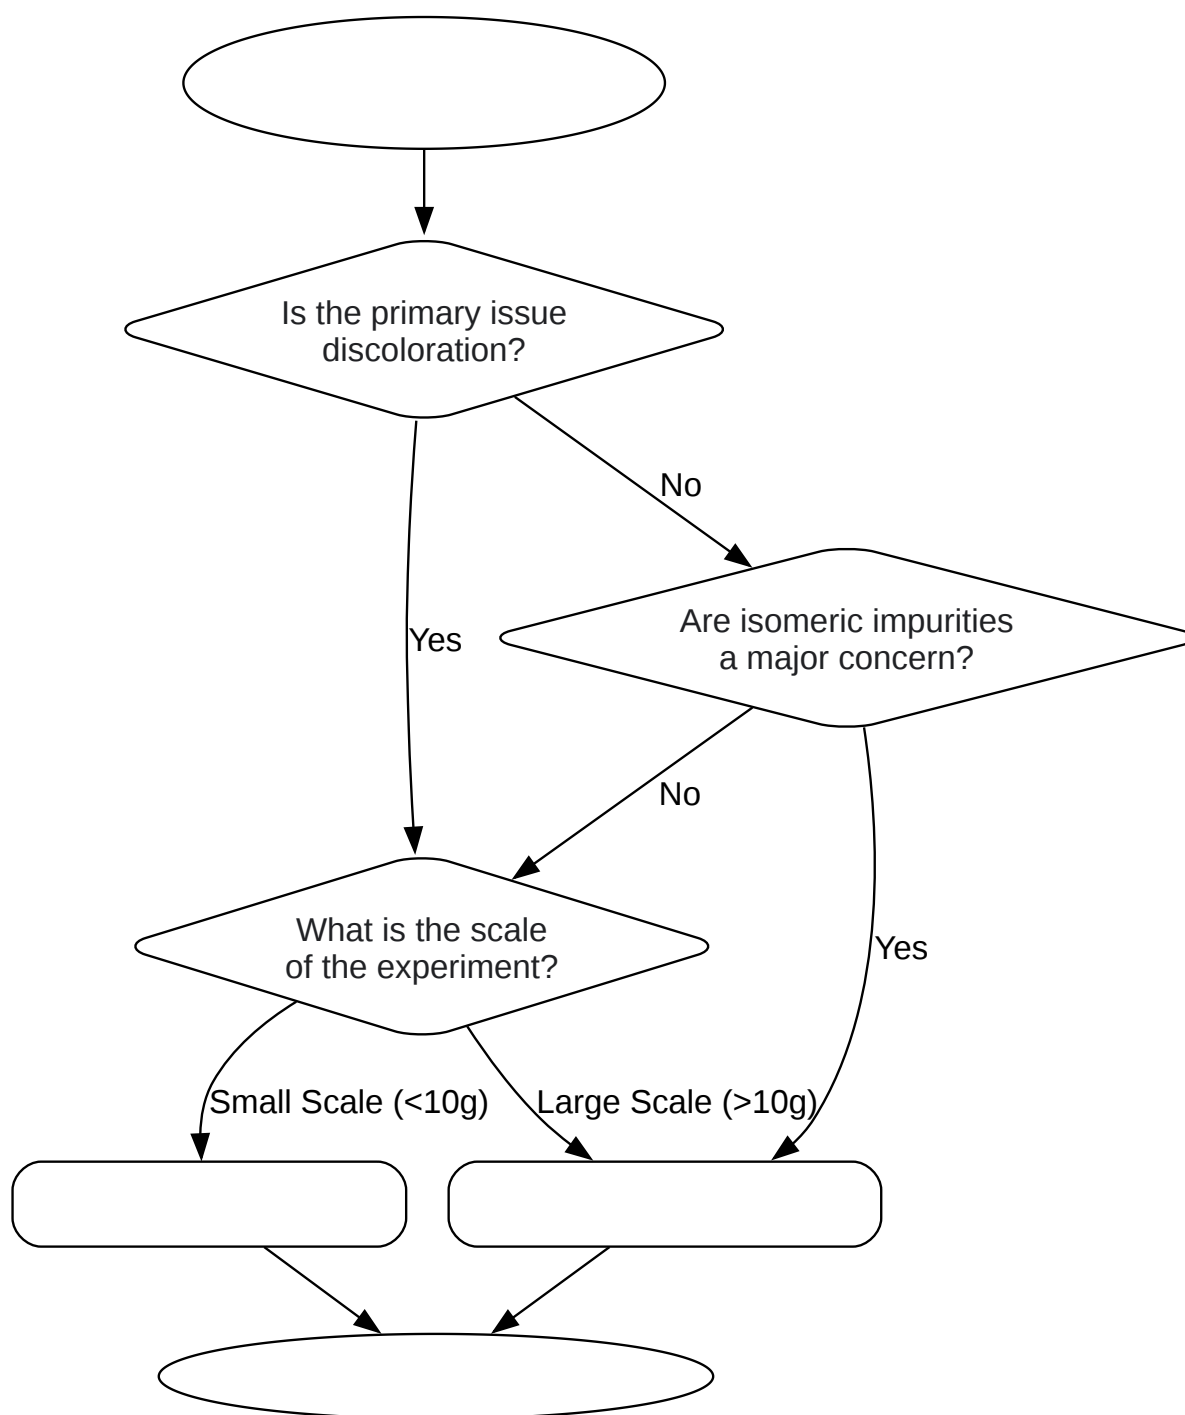 Is the primary issue
discoloration?
No
Yes
Are isomeric impurities
a major concern?
No
What is the scale
of the experiment?
Yes
Small Scale (<10g)
Large Scale (>10g)